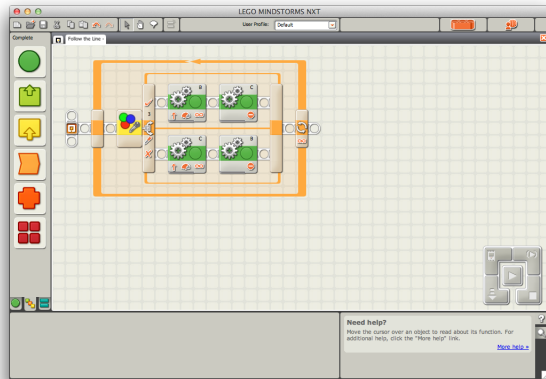 LEGO MINDSTORMS NXT
User Profile: Default
Complete
Follow the Line
B
C
3
C
B
Need help?
Move the cursor over an object to read about its function. For
additional help, click the "More help" link.
More help »
?